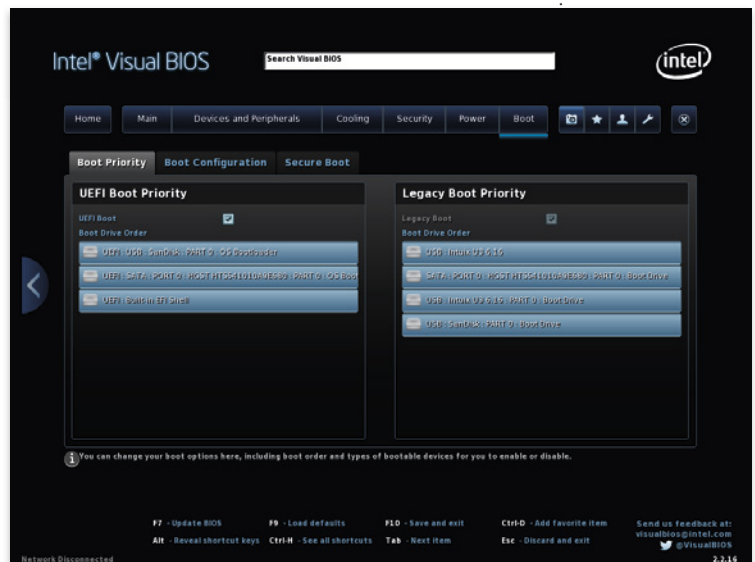 Intel® Visual BIOS
Search Visual BIOS
intel
Home Main Devices and Peripherals Cooling Security Power Boot
Boot Priority Boot Configuration Secure Boot
UEFI Boot Priority
UEFI Boot
Boot Drive Order
UEFI : USB : SanDisk : PART 0 : OS Bootloader
UEFI : SATA : PORT 0 : HGST HTS541010A9E680 : PART 0 : OS Boot
UEFI : Built-in EFI Shell
Legacy Boot Priority
Legacy Boot
Boot Drive Order
USB :
SATA : PORT 0 : HGST HTS541010A9E680 : PART 0 : Boot Drive
USB : PART 0 : Boot Drive
USB : SanDisk : PART 0 : Boot Drive
You can change your boot options here, including boot order and types of bootable devices for you to enable or disable.
F7 - Update BIOS F9 - Load defaults F10 - Save and exit Ctrl-D - Add favorite item
Alt - Reveal shortcut keys Ctrl-H - See all shortcuts Tab - Next item Esc - Discard and exit
Send us feedback at:
visualbios@intel.com
@VisualBIOS
Network Disconnected
2.2.16